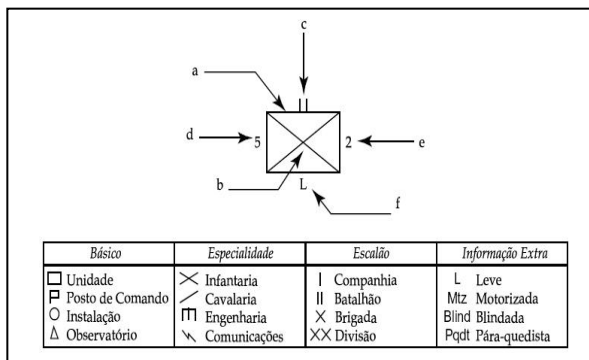 c
a
d 5 2 e
b L
f
Básico Especialidade Escalão Informação Extra
Unidade Infantaria Companhia L Leve
Posto de Comando Cavalaria Batalhão Mtz Motorizada
Instalação Engenharia X Brigada Blind Blindada
Observatório Comunicações XX Divisão Pqdt Pára-quedista